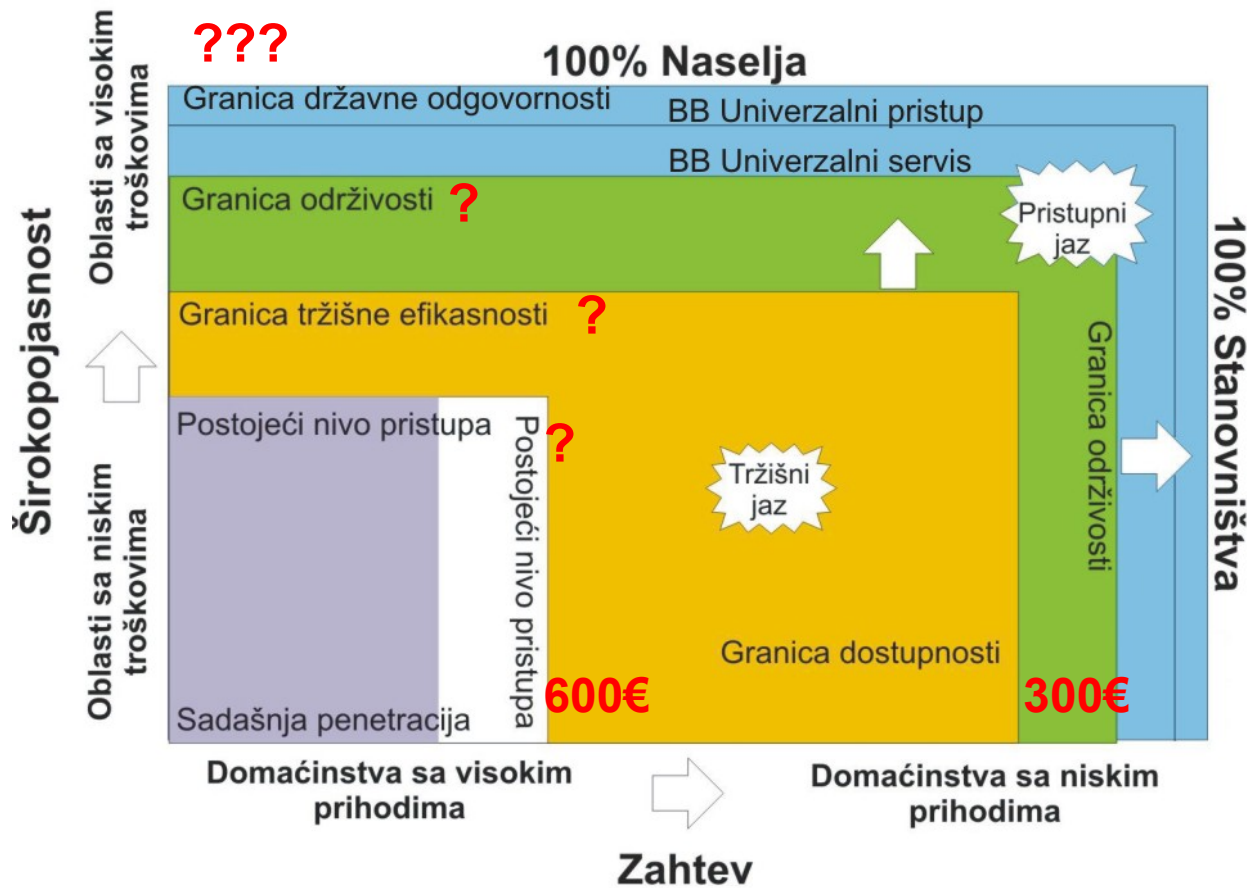 ???
100% Naselja
Granica državne odgovornosti
BB Univerzalni pristup
BB Univerzalni servis
Granica održivosti ?
Pristupni
jaz
Granica tržišne efikasnosti ?
Postojeći nivo pristupa
Postojeći nivo pristupa
?
Tržišni
jaz
Granica održivosti
Granica dostupnosti
Sadašnja penetracija
600€
300€
Širokopojasnost
Oblasti sa visokim
troškovima
Oblasti sa niskim
troškovima
100% Stanovništva
Domaćinstva sa visokim
prihodima
Domaćinstva sa niskim
prihodima
Zahtev